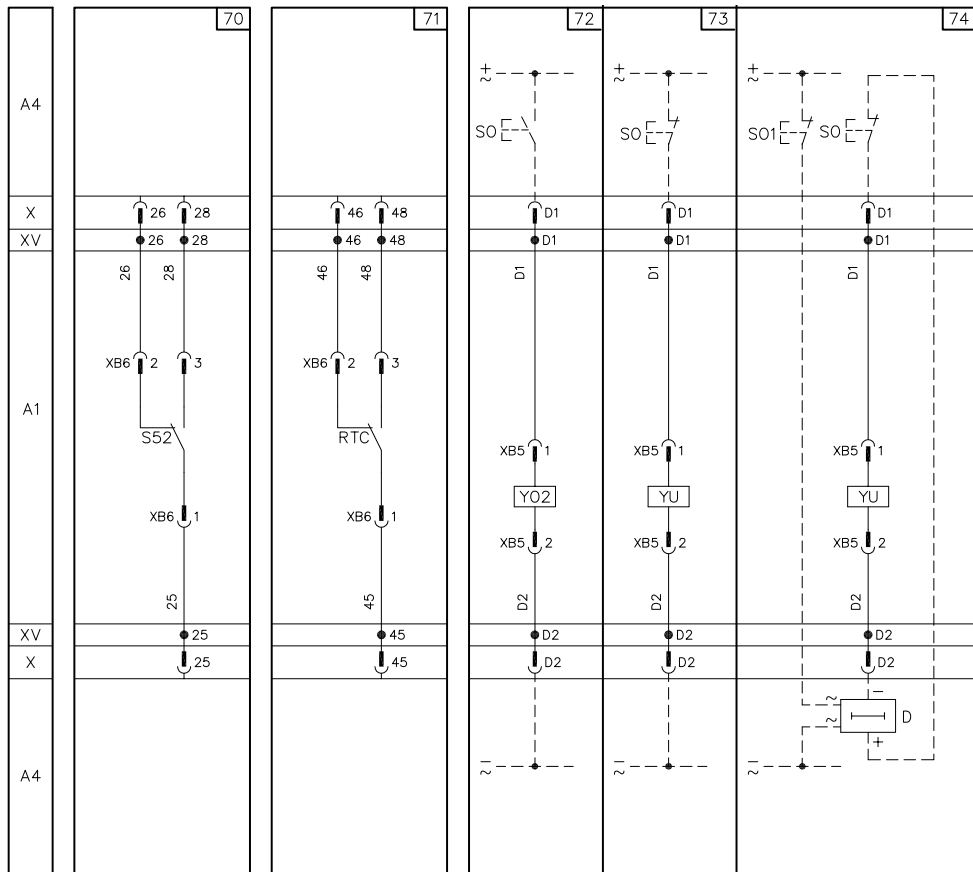 70 71 72 73 74
A4
+ ~ + ~ + ~
SO SO SO1 SO
X 26 28 46 48 D1 D1 D1
XV 26 28 46 48 D1 D1 D1
26 28 46 48 D1 D1 D1
XB6 2 3 XB6 2 3
A1
S52 RTC
XB5 1 XB5 1 XB5 1
YO2 YU YU
XB6 1 XB6 1
XB5 2 XB5 2 XB5 2
25 45 D2 D2 D2
XV 25 45 D2 D2 D2
X 25 45 D2 D2 D2
~ −
~ D
+
A4
− ~ − ~ − ~